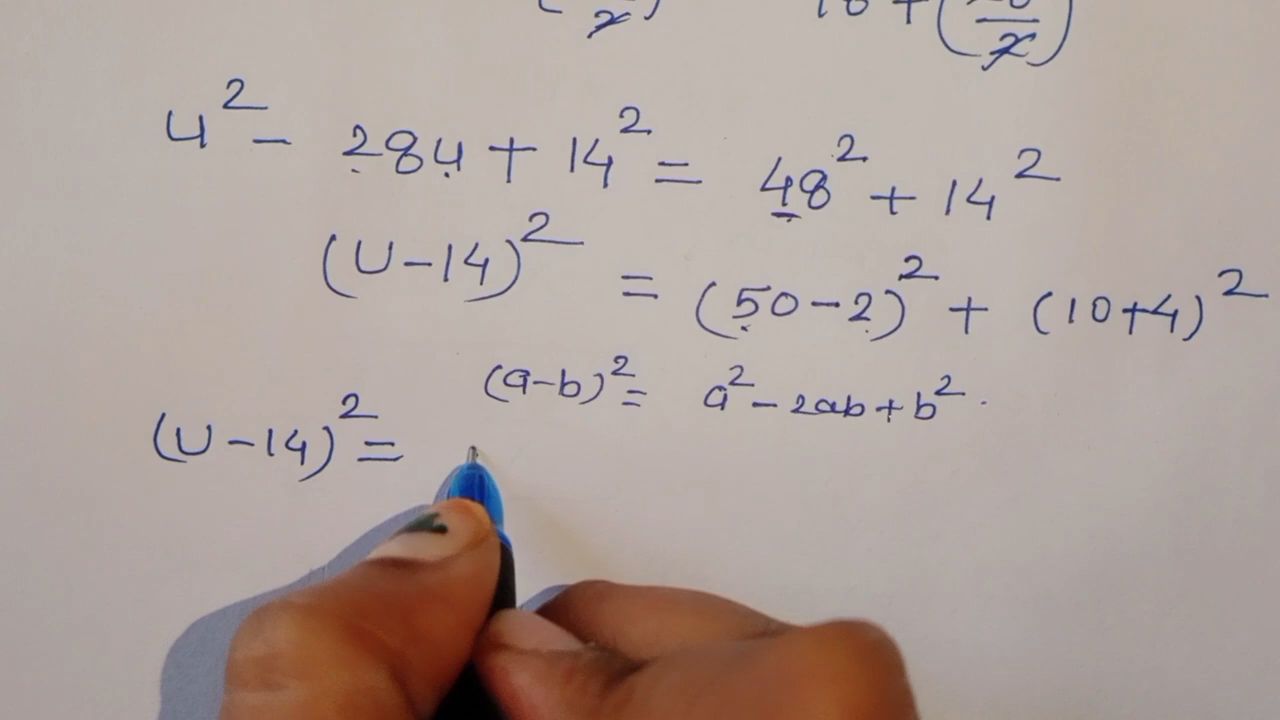 u² - 28u + 14² = 48² + 14²
(U-14)² = (50-2)² + (10+4)²
(a-b)² = a² - 2ab + b².
(U-14)² =